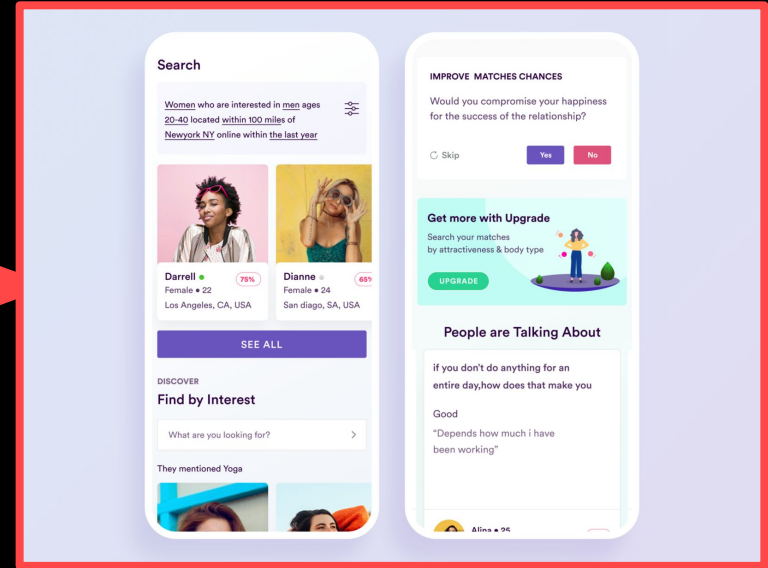 Search
Women who are interested in men ages
20-40 located within 100 miles of
Newyork NY online within the last year
Darrell
75%
Female • 22
Los Angeles, CA, USA
Dianne
65%
Female • 24
San diago, SA, USA
SEE ALL
DISCOVER
Find by Interest
What are you looking for?
They mentioned Yoga
IMPROVE MATCHES CHANCES
Would you compromise your happiness
for the success of the relationship?
Skip
Yes
No
Get more with Upgrade
Search your matches
by attractiveness & body type
UPGRADE
People are Talking About
if you don't do anything for an
entire day,how does that make you
Good
“Depends how much i have
been working”
Alina • 25